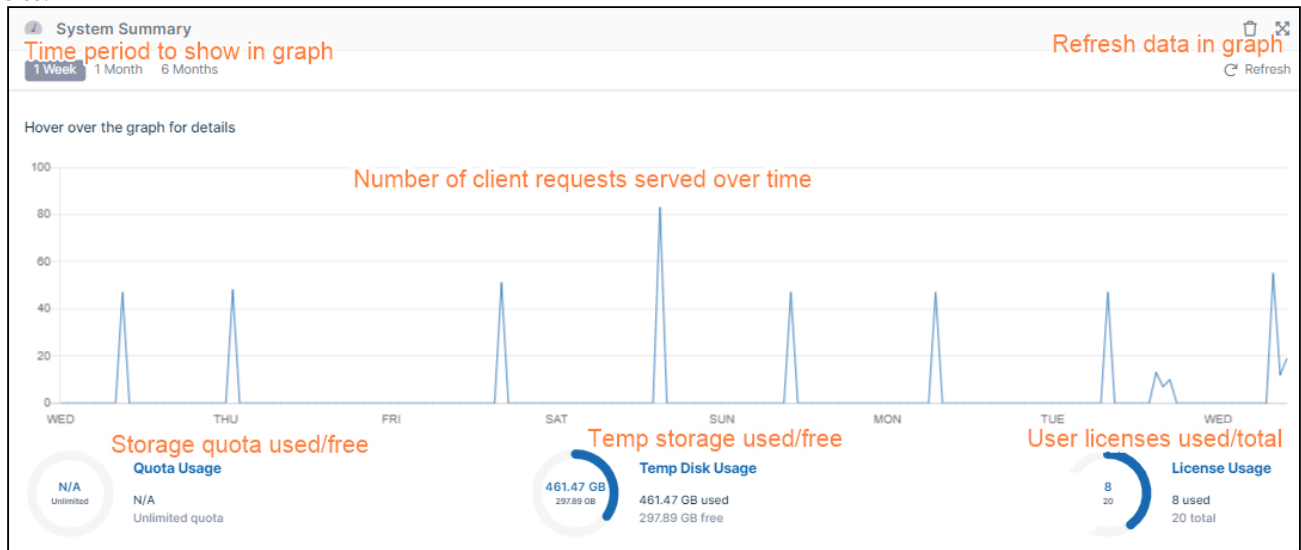 System Summary
Time period to show in graph
Refresh data in graph
1 Week 1 Month 6 Months
Refresh
Hover over the graph for details
Number of client requests served over time
100
80
60
40
20
0
WED THU FRI SAT SUN MON TUE WED
Storage quota used/free
Temp storage used/free
User licenses used/total
N/A
Unlimited
Quota Usage
N/A
Unlimited quota
461.47 GB
297.89 GB
Temp Disk Usage
461.47 GB used
297.89 GB free
8
20
License Usage
8 used
20 total